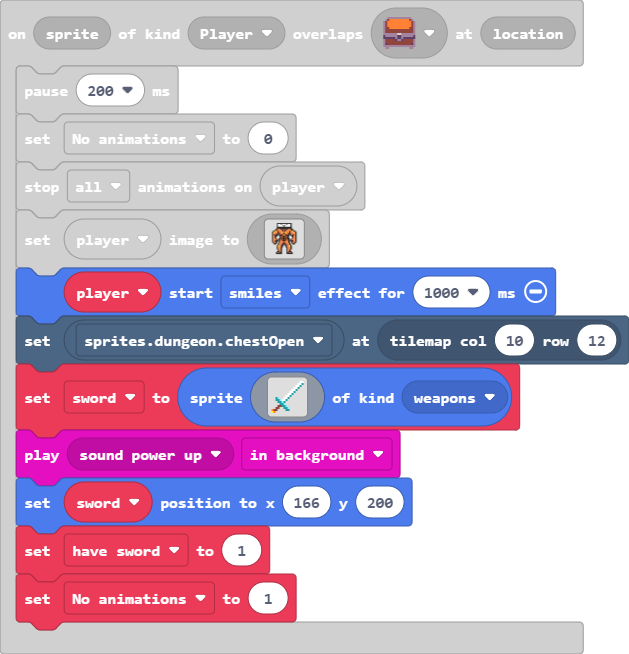 on sprite of kind Player overlaps at location
pause 200 ms
set No animations to 0
stop all animations on player
set player image to
player start smiles effect for 1000 ms
set sprites.dungeon.chestOpen at tilemap col 10 row 12
set sword to sprite of kind weapons
play sound power up in background
set sword position to x 166 y 200
set have sword to 1
set No animations to 1